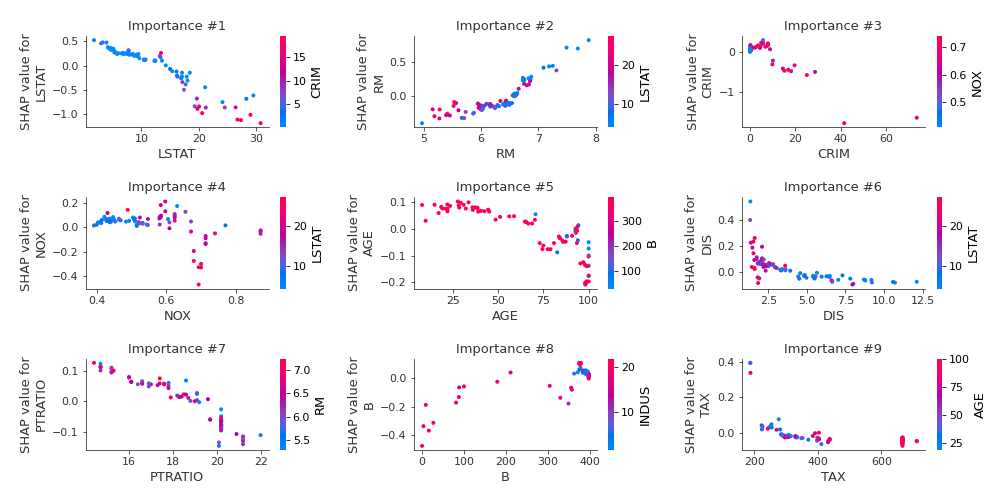 Importance #1
Importance #2
Importance #3
SHAP value for
LSTAT
0.5
0.0
−1.0
10
20
30
LSTAT
15
10
5
CRIM
SHAP value for
RM
0.5
0.0
5
6
7
8
RM
20
10
LSTAT
SHAP value for
CRIM
0
−1
0
20
40
60
CRIM
0.7
0.6
0.5
NOX
Importance #4
Importance #5
Importance #6
SHAP value for
NOX
0.2
0.0
−0.2
−0.4
0.4
0.6
0.8
NOX
20
10
LSTAT
SHAP value for
AGE
0.1
0.0
−0.1
−0.2
25
50
75
100
AGE
300
200
100
B
SHAP value for
DIS
0.4
0.2
0.0
2.5
5.0
7.5
10.0
12.5
DIS
20
10
LSTAT
Importance #7
Importance #8
Importance #9
SHAP value for
PTRATIO
0.1
0.0
−0.1
16
18
20
22
PTRATIO
7.0
6.5
6.0
5.5
RM
SHAP value for
B
0.0
−0.2
−0.4
0
100
200
300
400
B
20
10
INDUS
SHAP value for
TAX
0.4
0.2
0.0
200
400
600
TAX
100
75
50
25
AGE